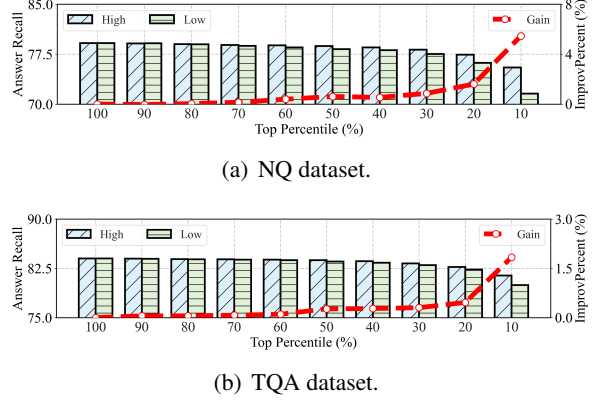 85.0
77.5
70.0
Answer Recall
High Low Gain
8
4
0
ImprovPercent (%)
100 90 80 70 60 50 40 30 20 10
Top Percentile (%)
(a) NQ dataset.
90.0
82.5
75.0
Answer Recall
High Low Gain
3.0
1.5
0.0
ImprovPercent (%)
100 90 80 70 60 50 40 30 20 10
Top Percentile (%)
(b) TQA dataset.